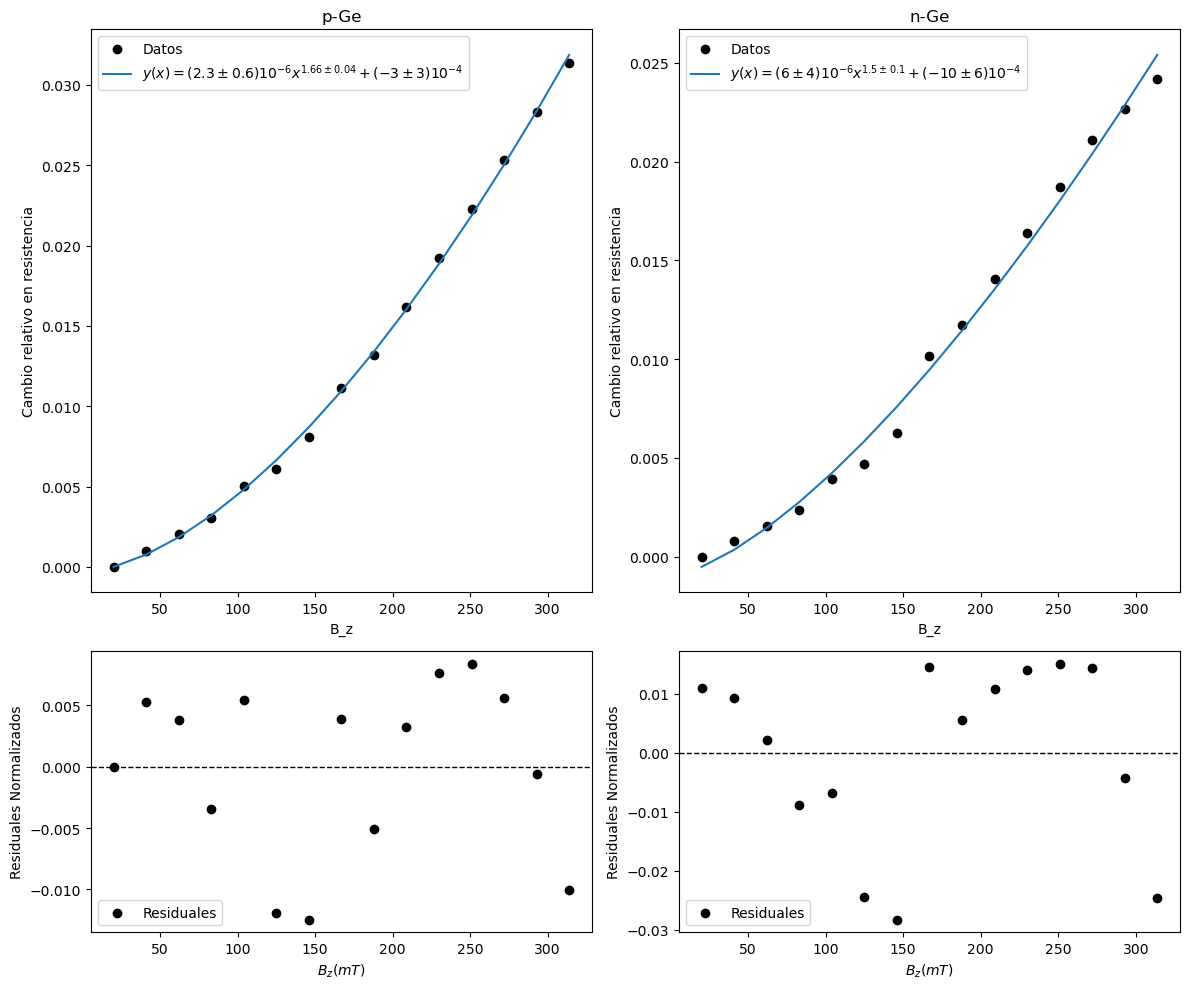 p-Ge
Datos
y(x) = (2.3 ± 0.6)10⁻⁶x¹·⁶⁶±⁰·⁰⁴ + (−3 ± 3)10⁻⁴
0.030
0.025
0.020
0.015
0.010
0.005
0.000
Cambio relativo en resistencia
50 100 150 200 250 300
B_z
n-Ge
Datos
y(x) = (6 ± 4)10⁻⁶x¹·⁵±⁰·¹ + (−10 ± 6)10⁻⁴
0.025
0.020
0.015
0.010
0.005
0.000
Cambio relativo en resistencia
50 100 150 200 250 300
B_z
0.005
0.000
−0.005
−0.010
Residuales Normalizados
Residuales
50 100 150 200 250 300
B_z(mT)
0.01
0.00
−0.01
−0.02
−0.03
Residuales Normalizados
Residuales
50 100 150 200 250 300
B_z(mT)